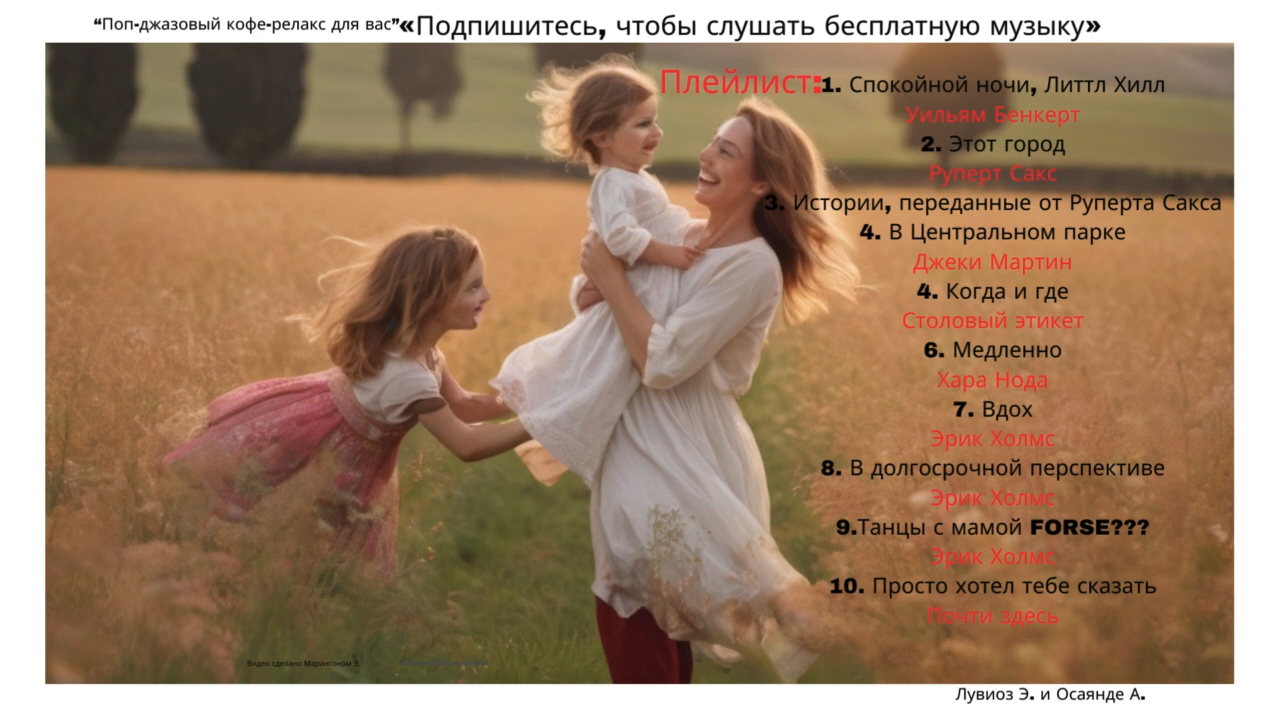 “Поп-джазовый кофе-релакс для вас”«Подпишитесь, чтобы слушать бесплатную музыку»
Плейлист:1. Спокойной ночи, Литтл Хилл
Уильям Бенкерт
2. Этот город
Руперт Сакс
3. Истории, переданные от Руперта Сакса
4. В Центральном парке
Джеки Мартин
4. Когда и где
Столовый этикет
6. Медленно
Хара Нода
7. Вдох
Эрик Холмс
8. В долгосрочной перспективе
Эрик Холмс
9.Танцы с мамой FORSE???
Эрик Холмс
10. Просто хотел тебе сказать
Почти здесь
Видео сделано Марангоном Э.
Лувиоз Э. и Осаянде А.